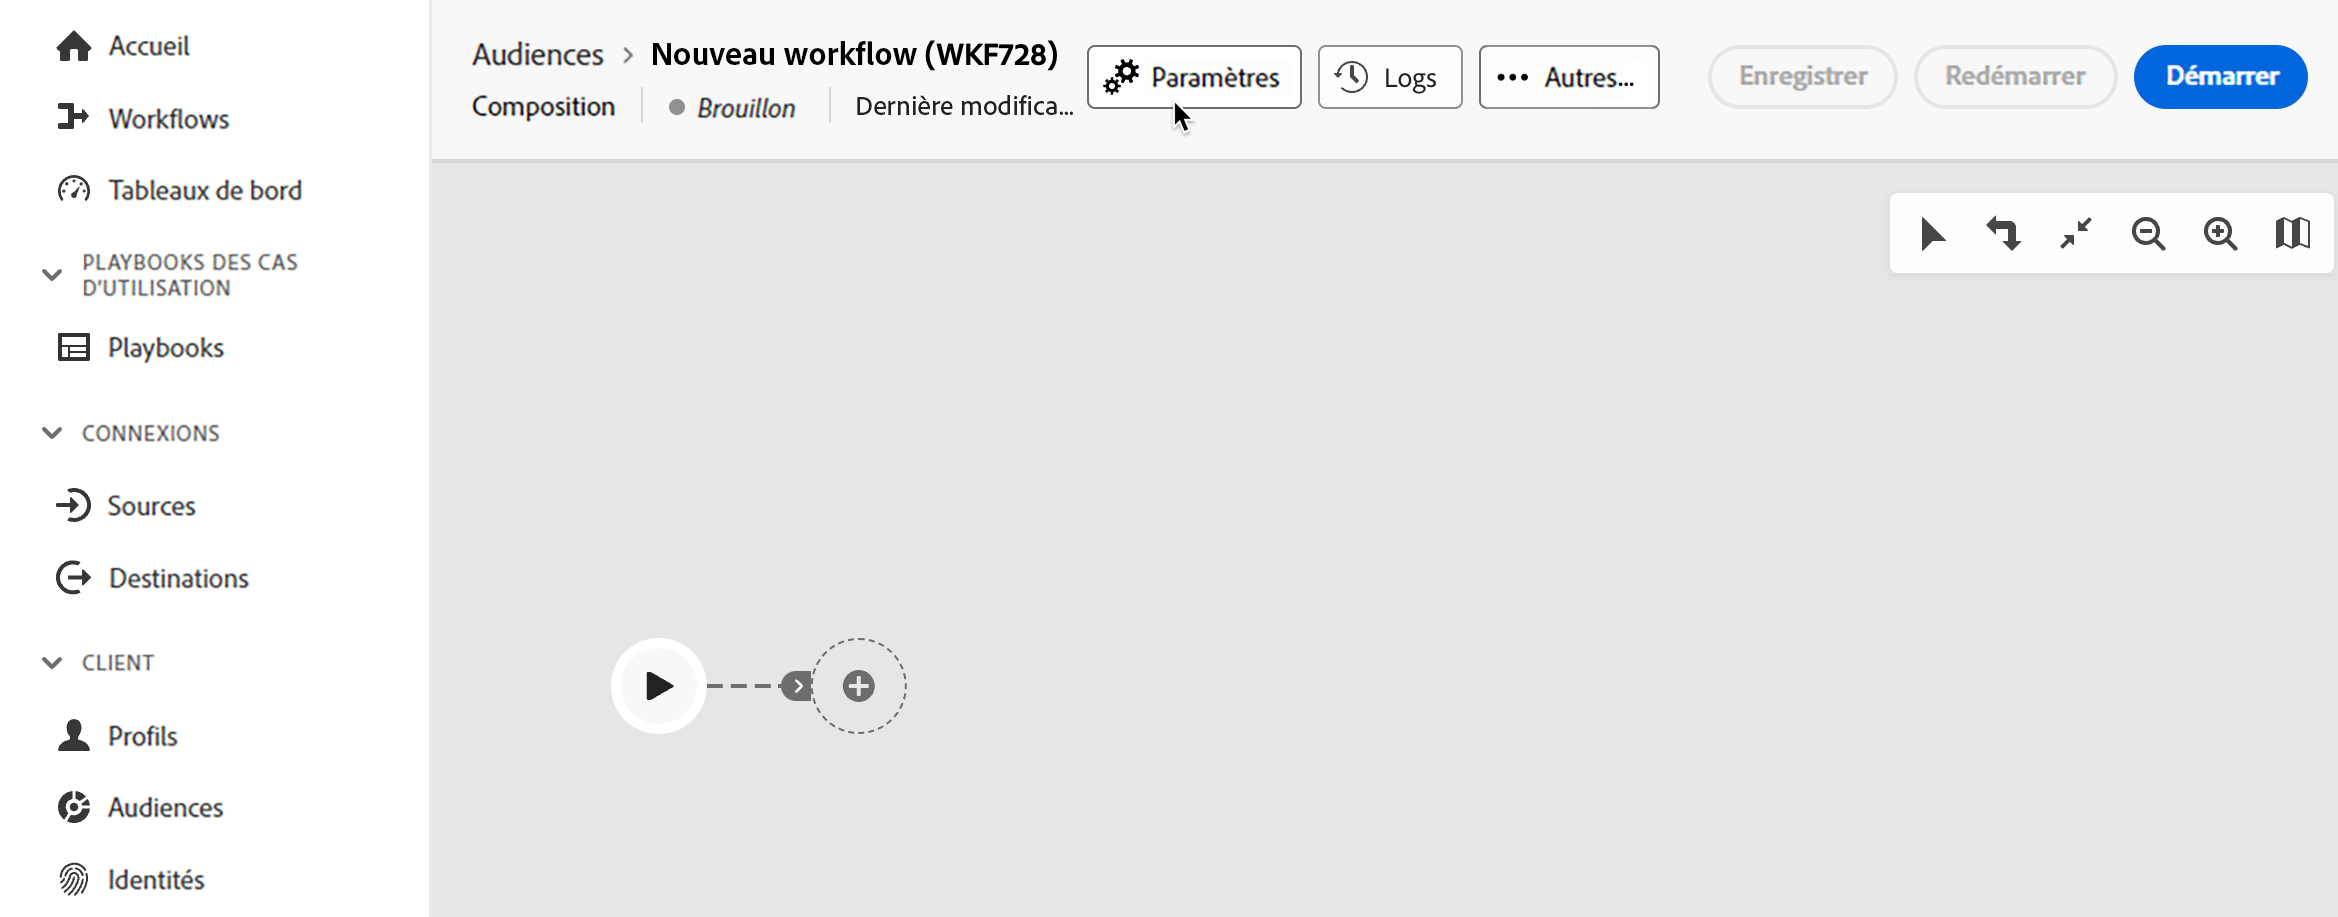 Accueil
Workflows
Tableaux de bord
PLAYBOOKS DES CAS
D'UTILISATION
Playbooks
CONNEXIONS
Sources
Destinations
CLIENT
Profils
Audiences
Identités
Audiences > Nouveau workflow (WKF728)
Composition Brouillon Dernière modifica...
Paramètres
Logs
Autres...
Enregistrer
Redémarrer
Démarrer